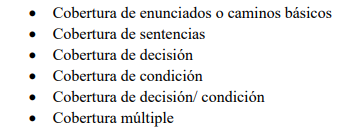 • Cobertura de enunciados o caminos básicos
• Cobertura de sentencias
• Cobertura de decisión
• Cobertura de condición
• Cobertura de decisión/ condición
• Cobertura múltiple